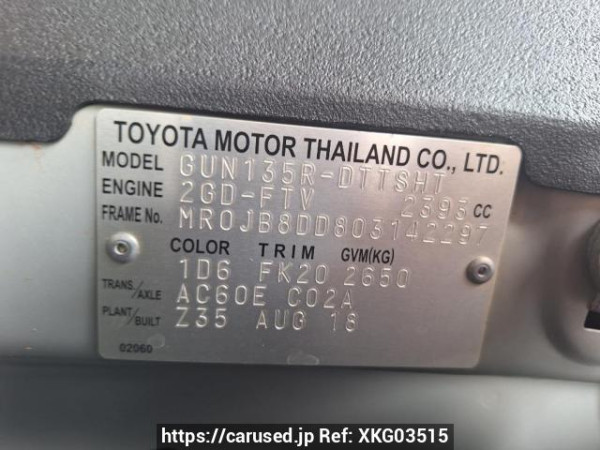 TOYOTA MOTOR THAILAND CO., LTD.
MODEL GUN135R-DTTSHT
ENGINE 2GD-FTV 2393 CC
FRAME No. MR0JB8DD803142297
COLOR TRIM GVM(KG)
1D6 FK20 2650
TRANS/AXLE AC60E C02A
PLANT/BUILT Z35 AUG 18
02060
https://carused.jp Ref: XKG03515